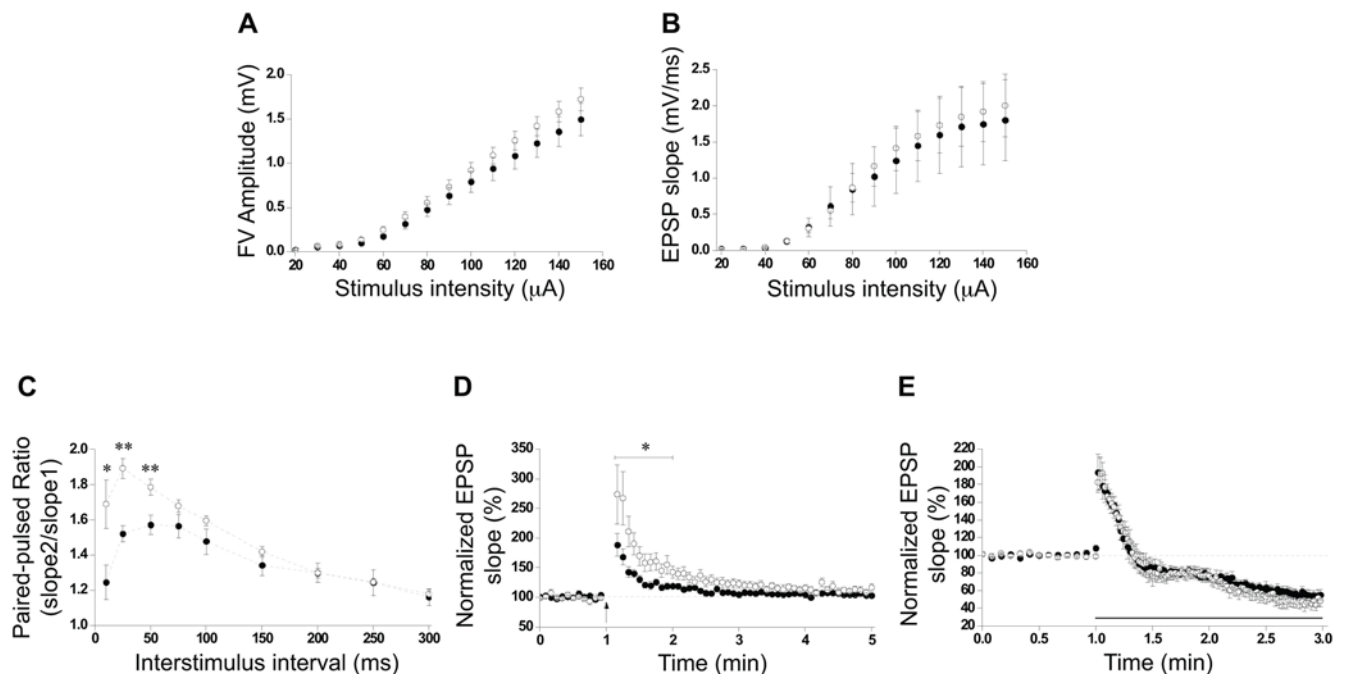 A
FV Amplitude (mV)
2.0
1.5
1.0
0.5
0.0
20 40 60 80 100 120 140 160
Stimulus intensity (μA)
B
EPSP slope (mV/ms)
2.5
2.0
1.5
1.0
0.5
0.0
20 40 60 80 100 120 140 160
Stimulus intensity (μA)
C
Paired-pulsed Ratio
(slope2/slope1)
2.0
1.8
1.6
1.4
1.2
1.0
* ** **
0 50 100 150 200 250 300
Interstimulus interval (ms)
D
Normalized EPSP
slope (%)
350
300
250
200
150
100
50
*
0 1 2 3 4 5
Time (min)
E
Normalized EPSP
slope (%)
220
200
180
160
140
120
100
80
60
40
20
0.0 0.5 1.0 1.5 2.0 2.5 3.0
Time (min)